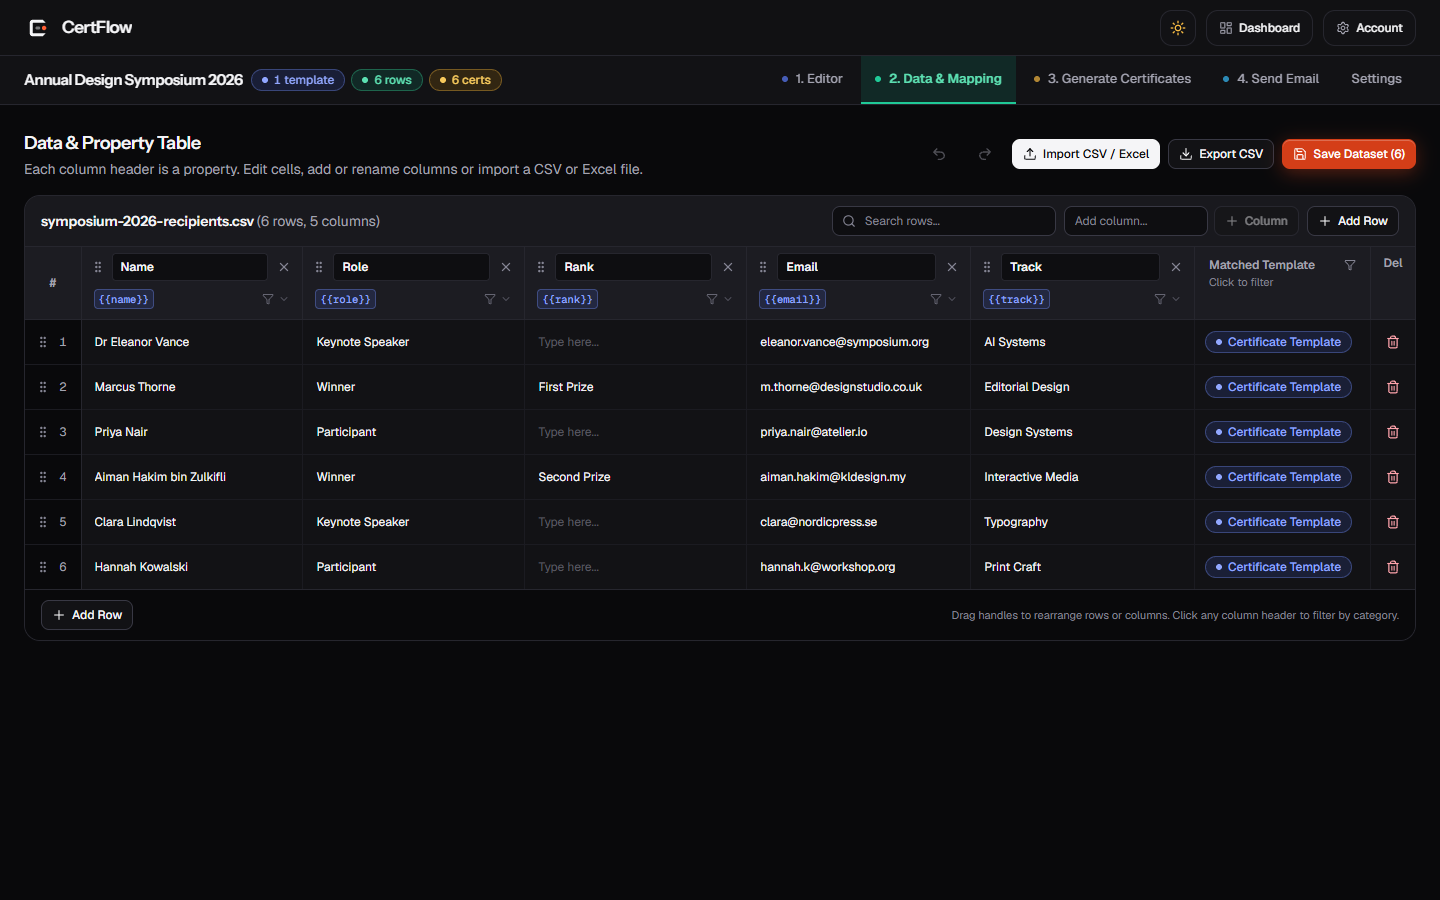 CertFlow
Dashboard
Account
Annual Design Symposium 2026
1 template
6 rows
6 certs
1. Editor
2. Data & Mapping
3. Generate Certificates
4. Send Email
Settings
Data & Property Table
Each column header is a property. Edit cells, add or rename columns or import a CSV or Excel file.
Import CSV / Excel
Export CSV
Save Dataset (6)
symposium-2026-recipients.csv (6 rows, 5 columns)
Search rows...
Add column...
Column
Add Row
# Name Role Rank Email Track Matched Template Del
{{name}} {{role}} {{rank}} {{email}} {{track}} Click to filter
1 Dr Eleanor Vance Keynote Speaker Type here... eleanor.vance@symposium.org AI Systems Certificate Template
2 Marcus Thorne Winner First Prize m.thorne@designstudio.co.uk Editorial Design Certificate Template
3 Priya Nair Participant Type here... priya.nair@atelier.io Design Systems Certificate Template
4 Aiman Hakim bin Zulkifli Winner Second Prize aiman.hakim@kldesign.my Interactive Media Certificate Template
5 Clara Lindqvist Keynote Speaker Type here... clara@nordicpress.se Typography Certificate Template
6 Hannah Kowalski Participant Type here... hannah.k@workshop.org Print Craft Certificate Template
Add Row
Drag handles to rearrange rows or columns. Click any column header to filter by category.